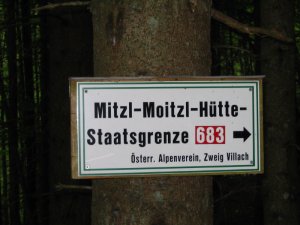 Mitzl-Moitzl-Hütte-
Staatsgrenze 683 →
Österr. Alpenverein, Zweig Villach